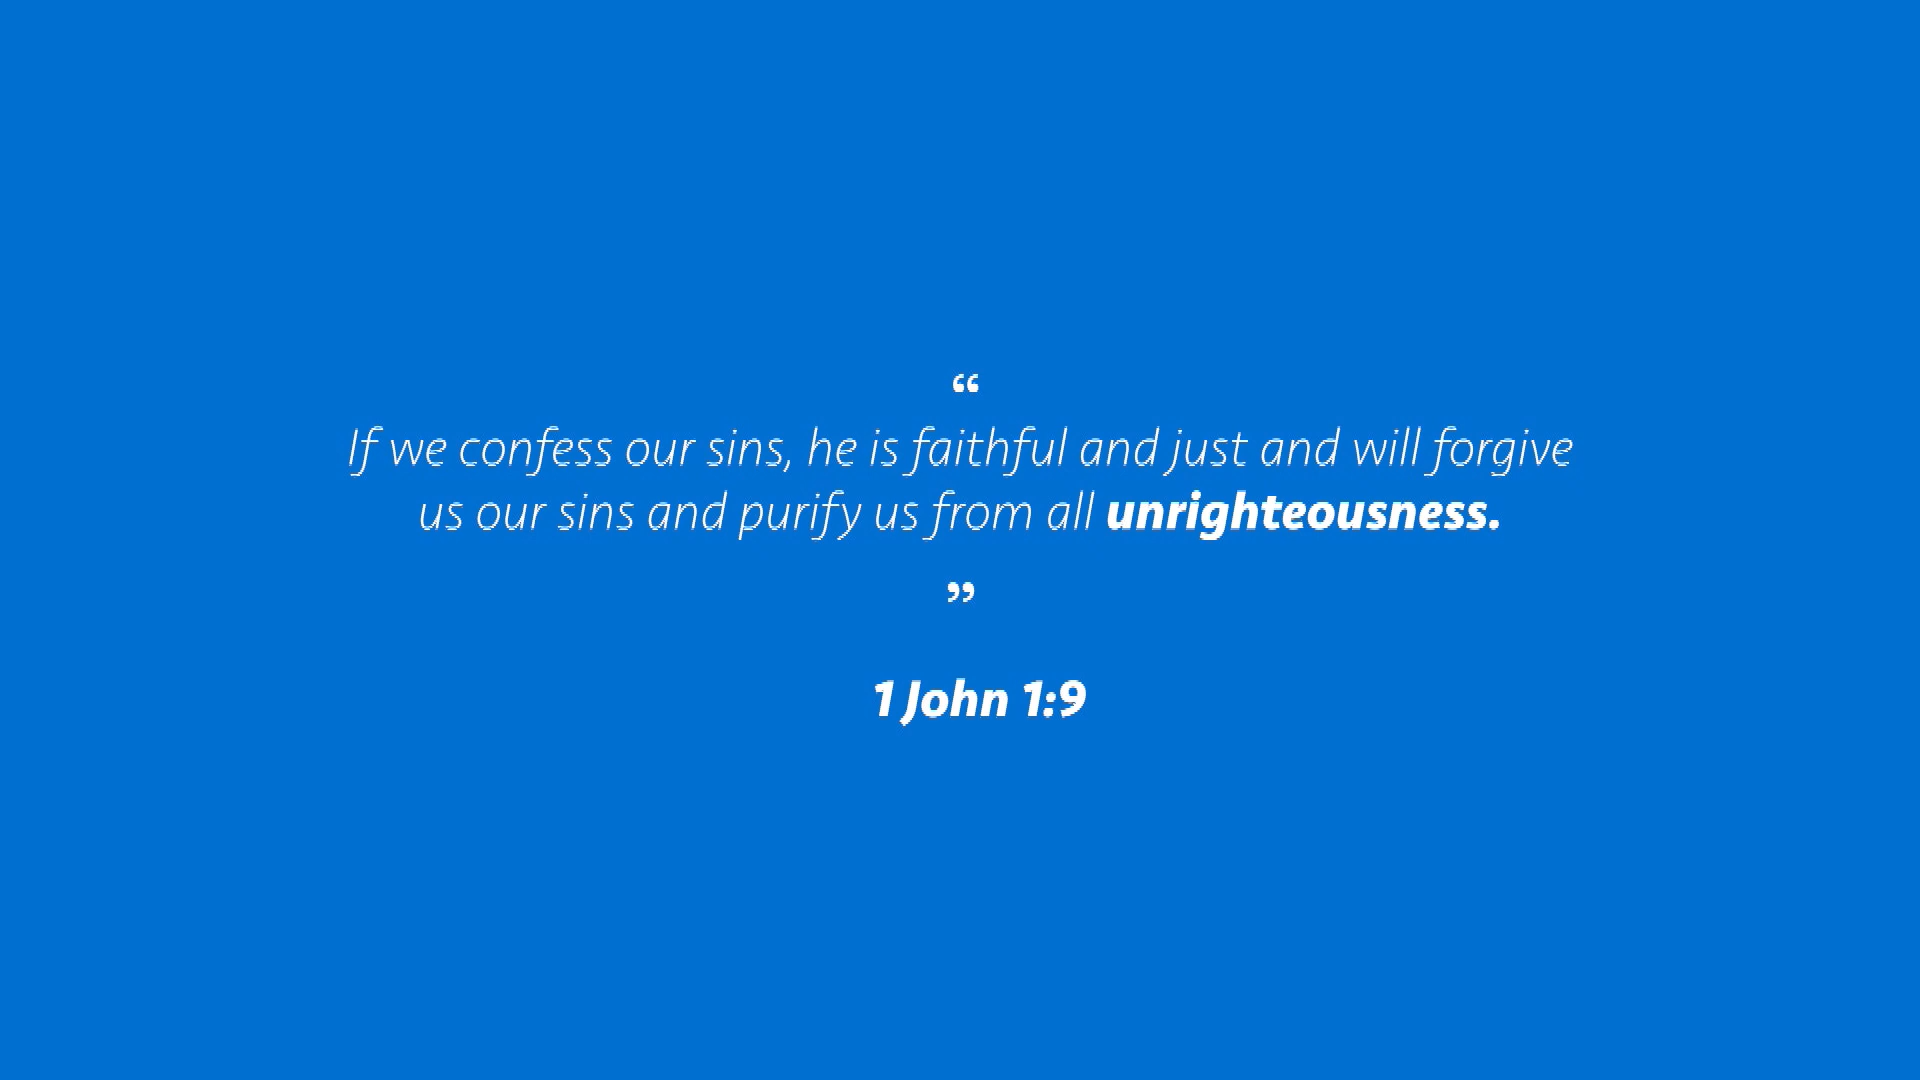 “
If we confess our sins, he is faithful and just and will forgive
us our sins and purify us from all unrighteousness.
”
1 John 1:9